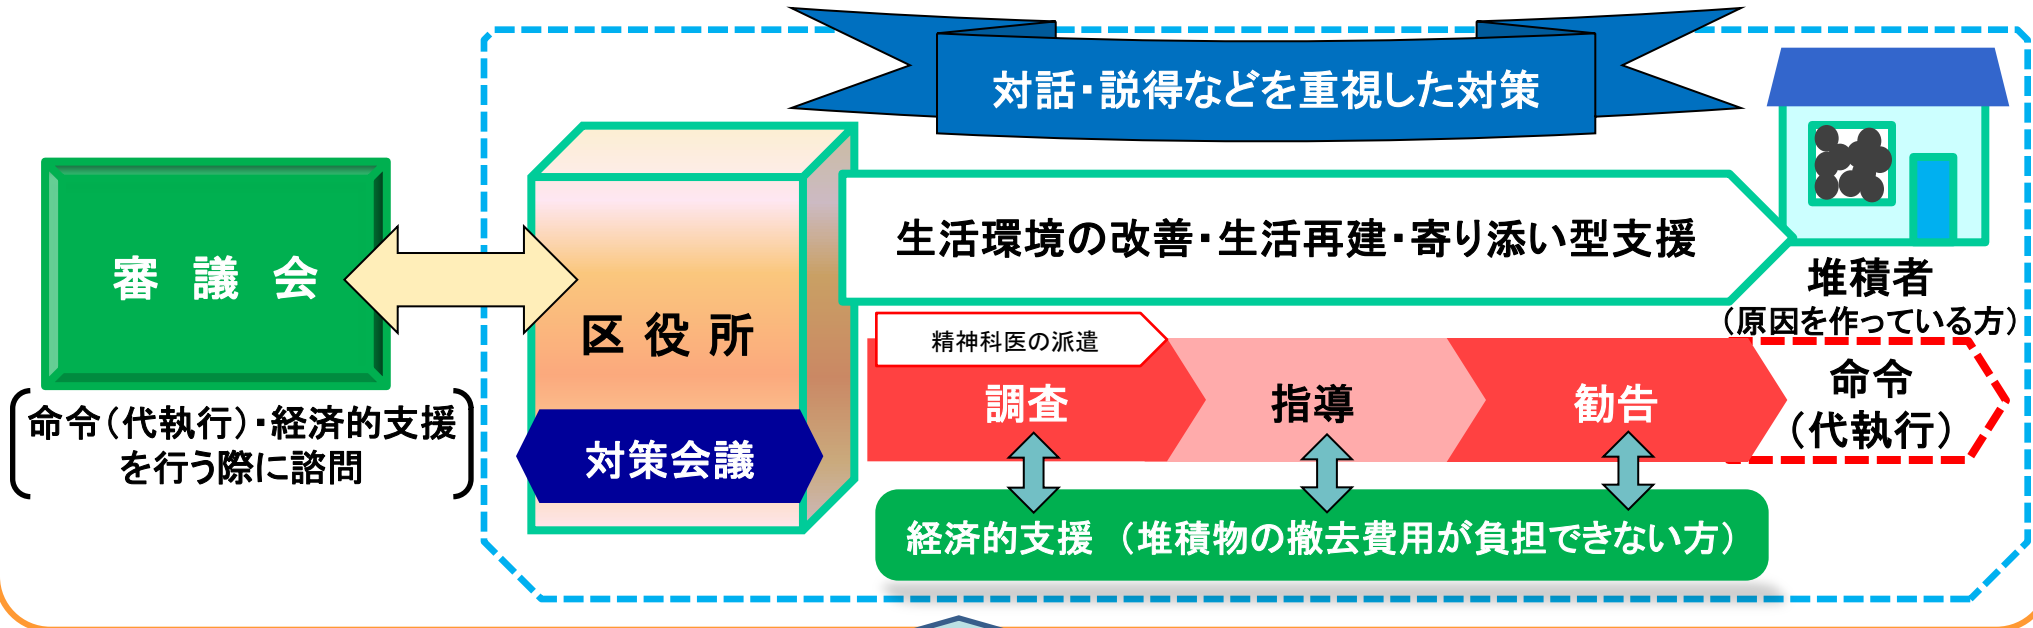 対話・説得などを重視した対策
審議会
命令(代執行)・経済的支援
を行う際に諮問
区役所
対策会議
生活環境の改善・生活再建・寄り添い型支援
堆積者
(原因を作っている方)
精神科医の派遣
調査
指導
勧告
命令
(代執行)
経済的支援 (堆積物の撤去費用が負担できない方)